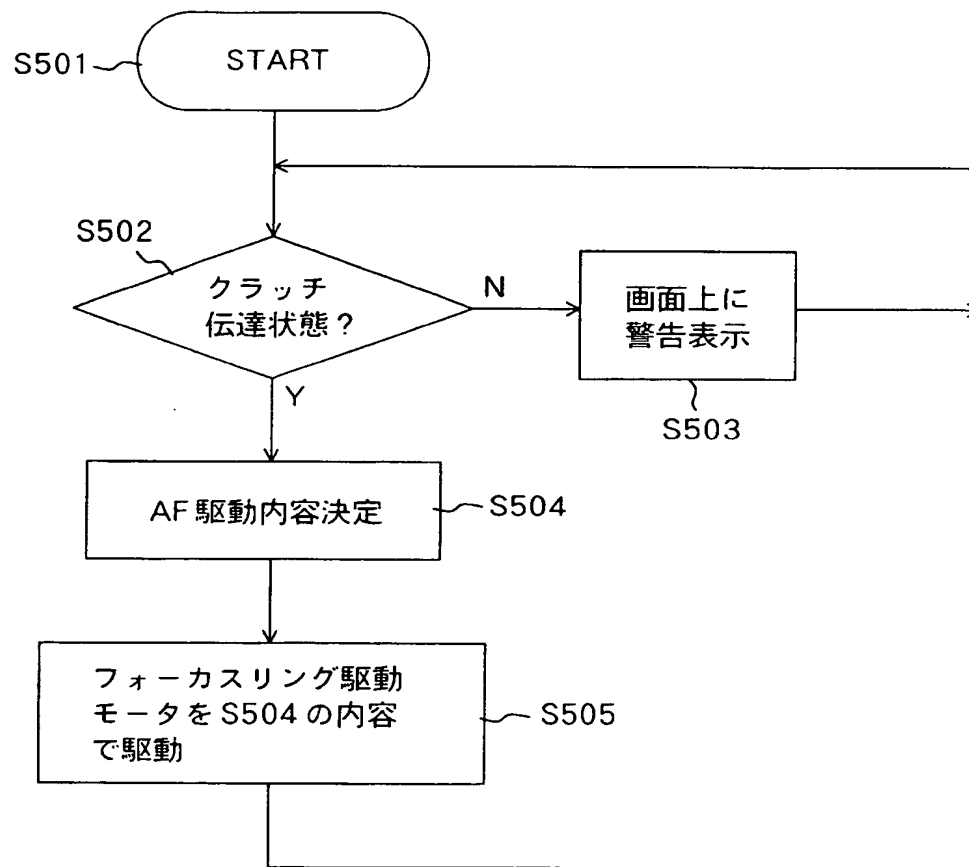 S501
START
S502
クラッチ
伝達状態？
N
画面上に
警告表示
S503
Y
AF駆動内容決定
S504
フォーカスリング駆動
モータをS504の内容
で駆動
S505